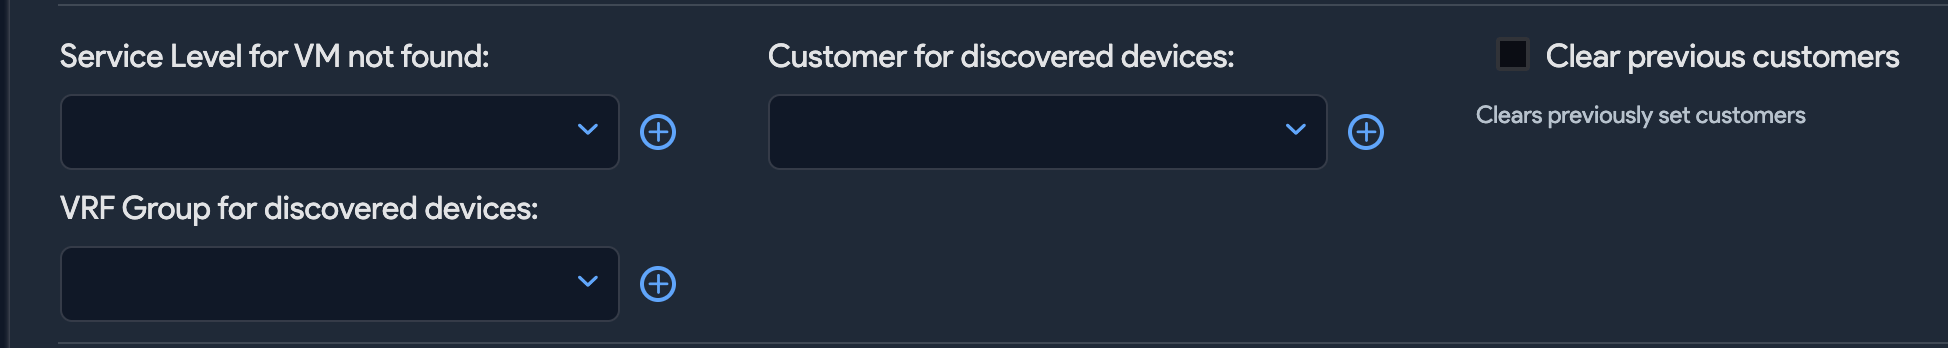 Service Level for VM not found:
Customer for discovered devices:
Clear previous customers
Clears previously set customers
VRF Group for discovered devices: